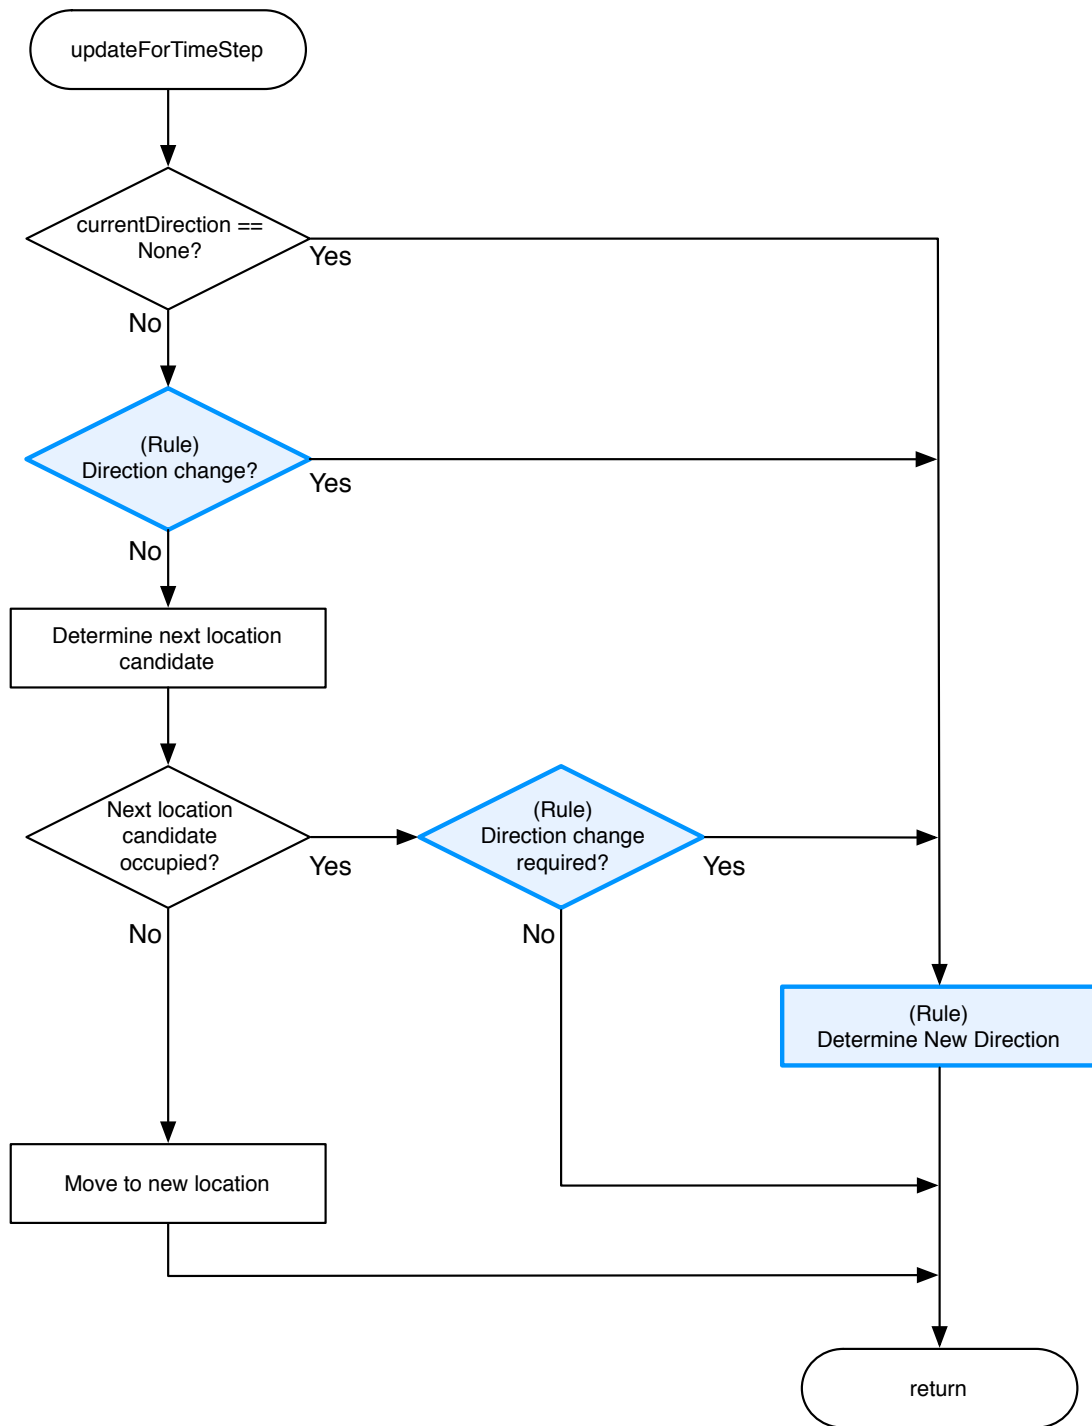 updateForTimeStep
currentDirection ==
None?
Yes
No
(Rule)
Direction change?
Yes
No
Determine next location
candidate
Next location
candidate
occupied?
Yes
No
(Rule)
Direction change
required?
Yes
No
(Rule)
Determine New Direction
Move to new location
return